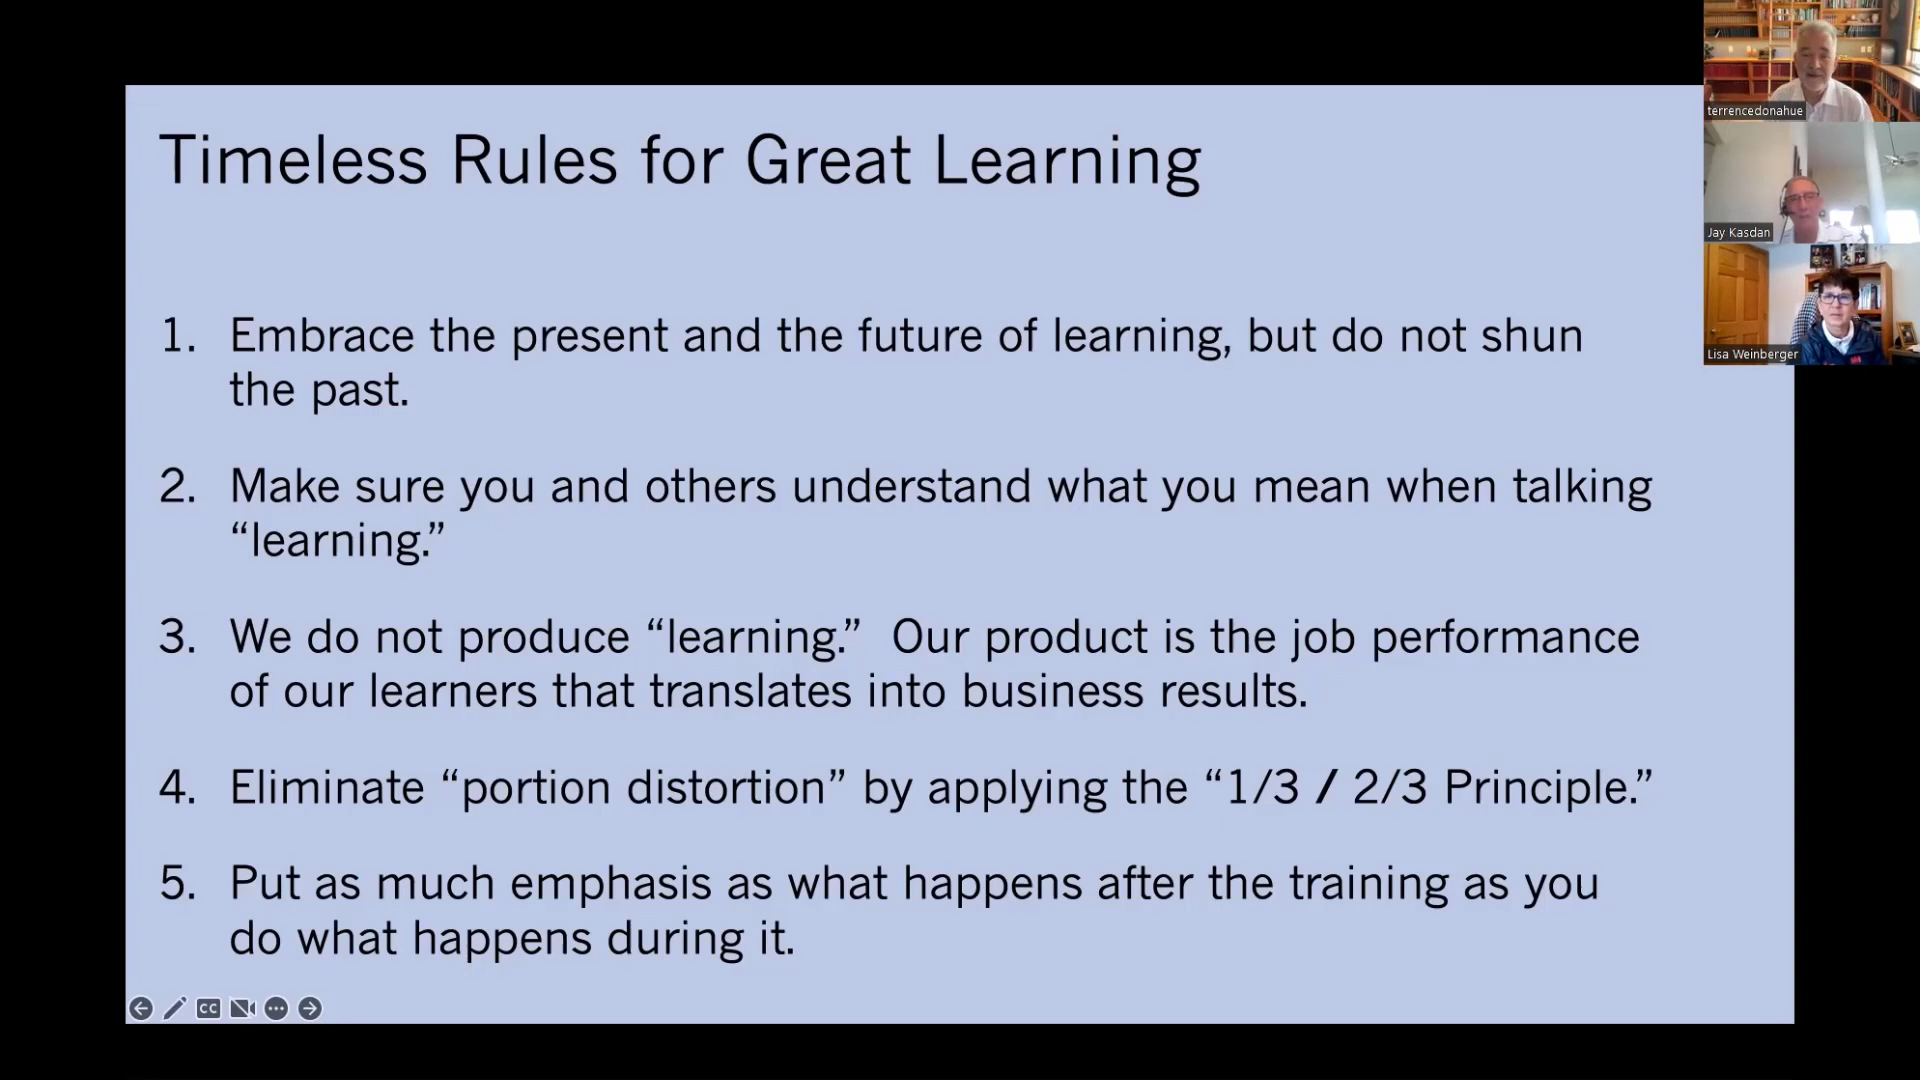 Timeless Rules for Great Learning
1. Embrace the present and the future of learning, but do not shun
the past.
2. Make sure you and others understand what you mean when talking
“learning.”
3. We do not produce “learning.” Our product is the job performance
of our learners that translates into business results.
4. Eliminate “portion distortion” by applying the “1/3 / 2/3 Principle.”
5. Put as much emphasis as what happens after the training as you
do what happens during it.
CC
terrencedonahue
Jay Kasdan
Lisa Weinberger